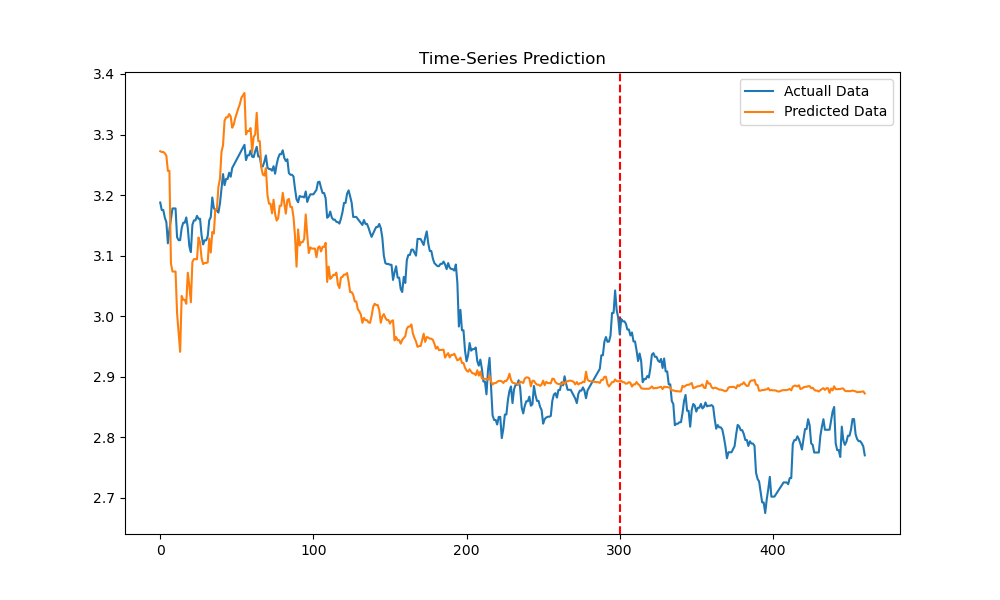 Time-Series Prediction
Actuall Data
Predicted Data
3.4
3.3
3.2
3.1
3.0
2.9
2.8
2.7
0 100 200 300 400